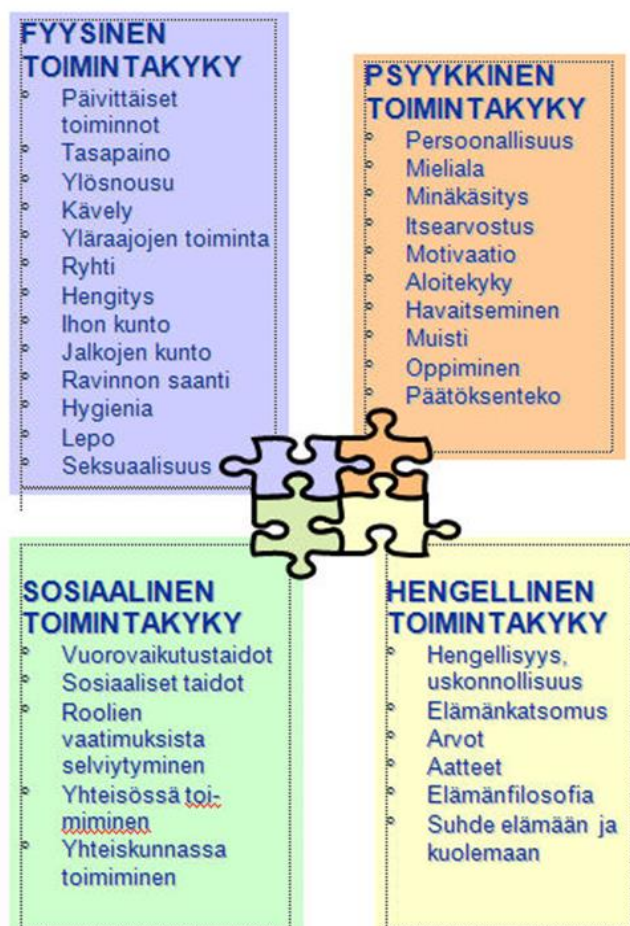 FYYSINEN
TOIMINTAKYKY
Päivittäiset
toiminnot
Tasapaino
Ylösnousu
Kävely
Yläraajojen toiminta
Ryhti
Hengitys
Ihon kunto
Jalkojen kunto
Ravinnon saanti
Hygienia
Lepo
Seksuaalisuus
PSYYKKINEN
TOIMINTAKYKY
Persoonallisuus
Mieliala
Minäkäsitys
Itsearvostus
Motivaatio
Aloitekyky
Havaitseminen
Muisti
Oppiminen
Päätöksenteko
SOSIAALINEN
TOIMINTAKYKY
Vuorovaikutustaidot
Sosiaaliset taidot
Roolien
vaatimuksista
selviytyminen
Yhteisössä toi-
miminen
Yhteiskunnassa
toimiminen
HENGELLINEN
TOIMINTAKYKY
Hengellisyys,
uskonnollisuus
Elämänkatsomus
Arvot
Aatteet
Elämänfilosofia
Suhde elämään ja
kuolemaan